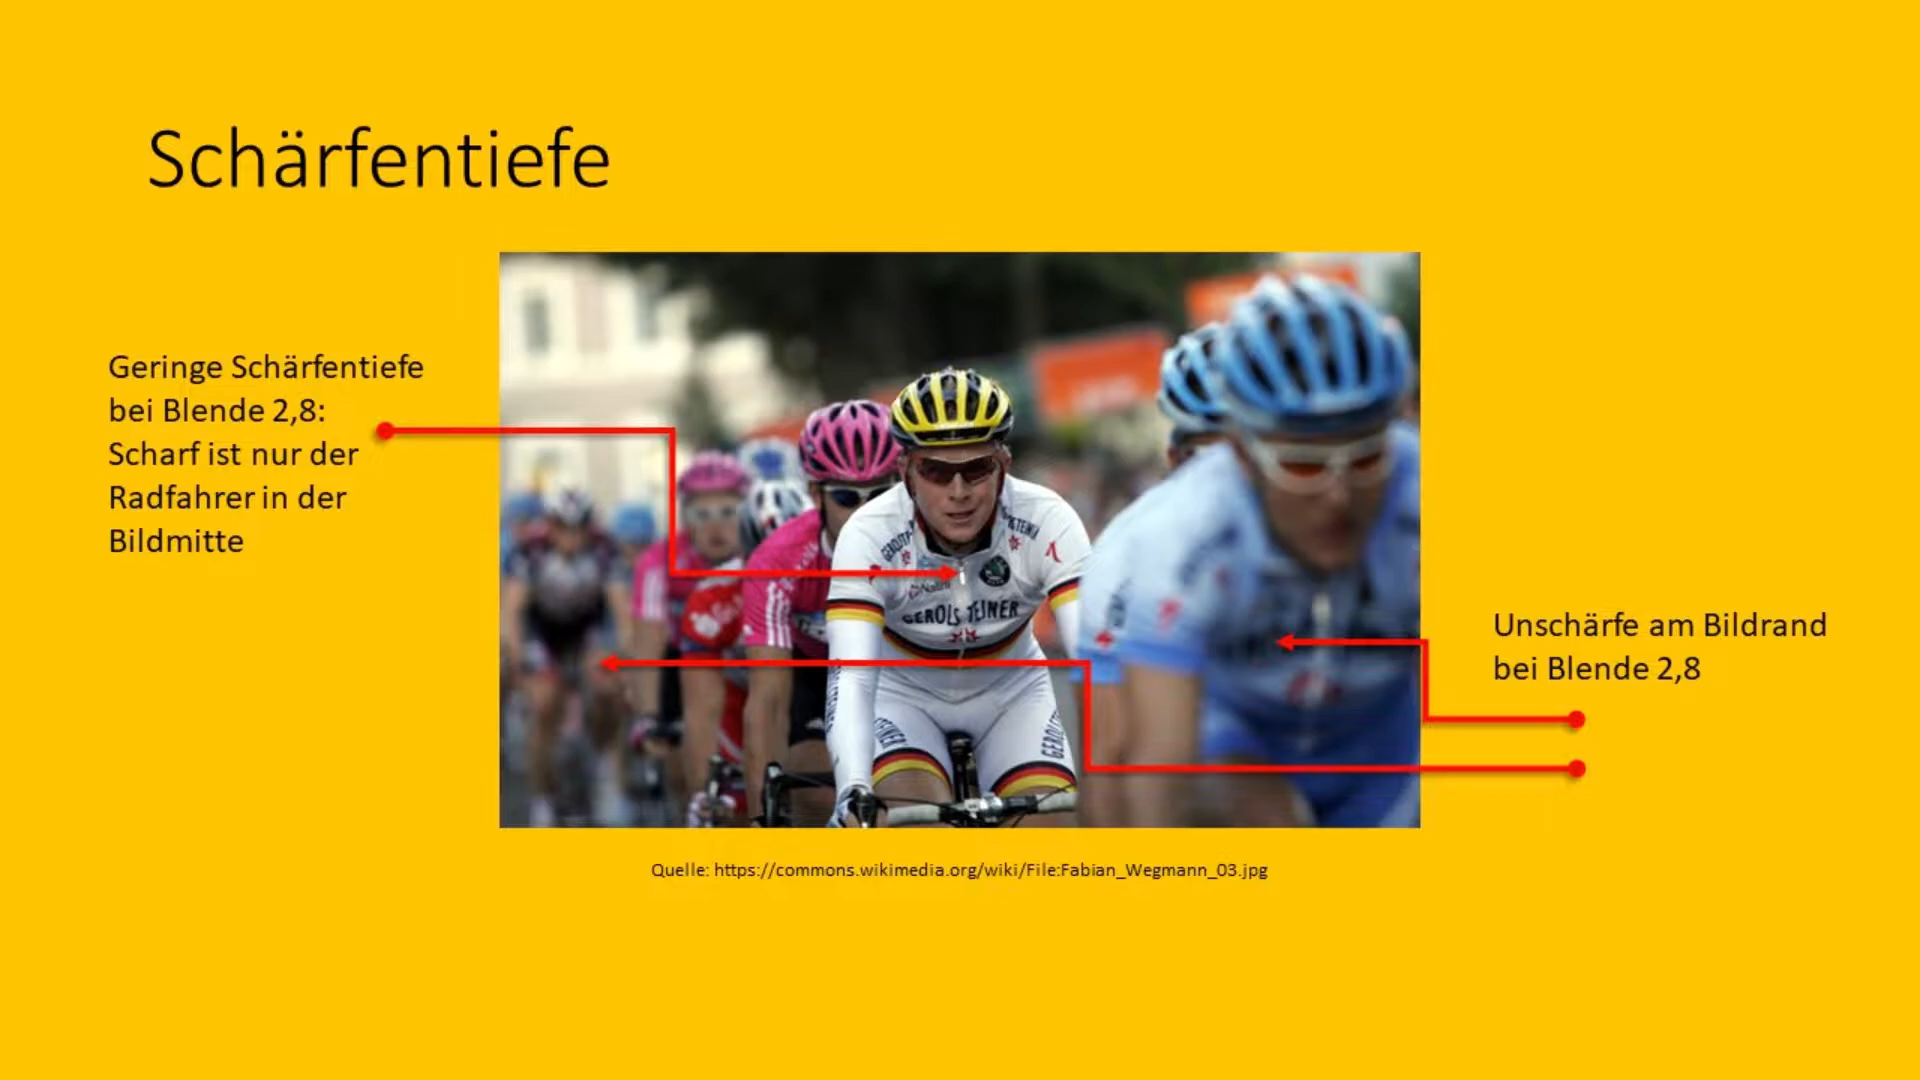 Schärfentiefe
Geringe Schärfentiefe
bei Blende 2,8:
Scharf ist nur der
Radfahrer in der
Bildmitte
GEROLSTEINER
Unschärfe am Bildrand
bei Blende 2,8
Quelle: https://commons.wikimedia.org/wiki/File:Fabian_Wegmann_03.jpg